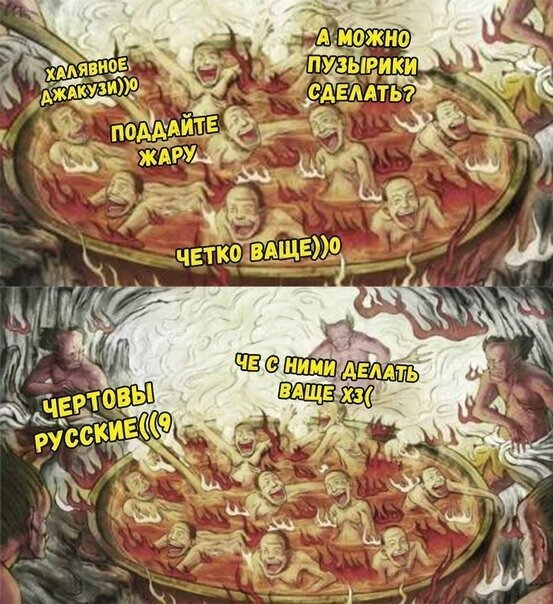 ХАЛЯВНОЕ
ДЖАКУЗИ))0
А МОЖНО
ПУЗЫРИКИ
СДЕЛАТЬ?
ПОДДАЙТЕ
ЖАРУ
ЧЕТКО ВАЩЕ))0
ЧЕ С НИМИ ДЕЛАТЬ
ВАЩЕ ХЗ(
ЧЕРТОВЫ
РУССКИЕ((9